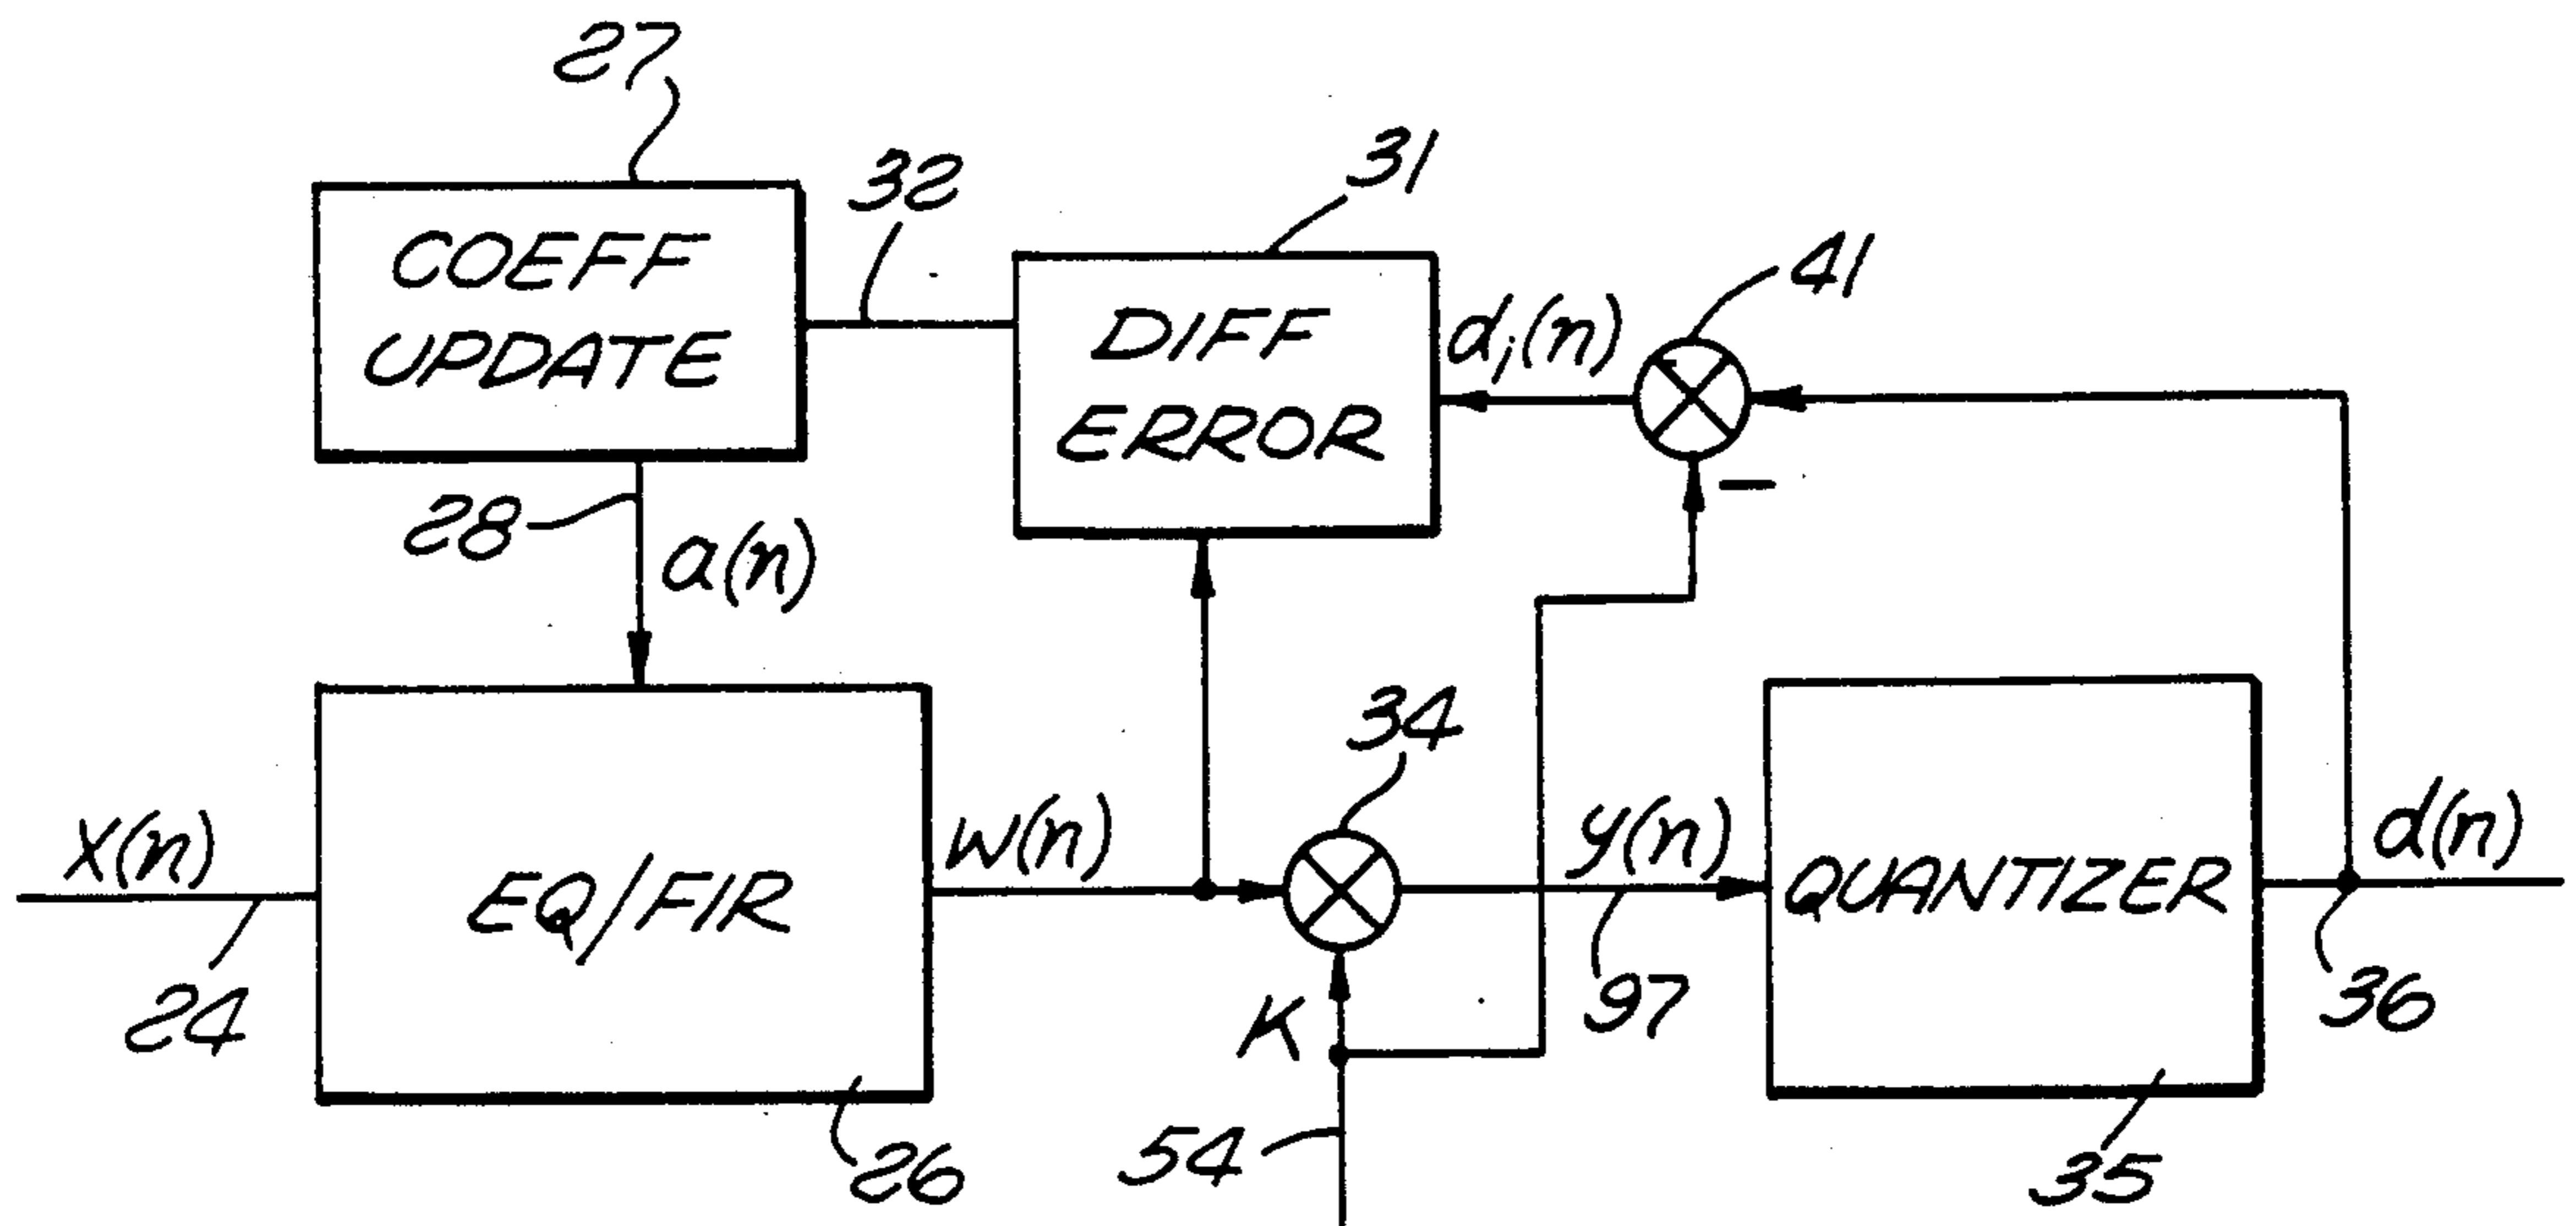 27
COEFF
UPDATE
32
31
DIFF
ERROR
d_i(n)
41
−
28
a(n)
x(n)
24
EQ/FIR
26
w(n)
34
K
54
y(n)
97
QUANTIZER
35
d(n)
36